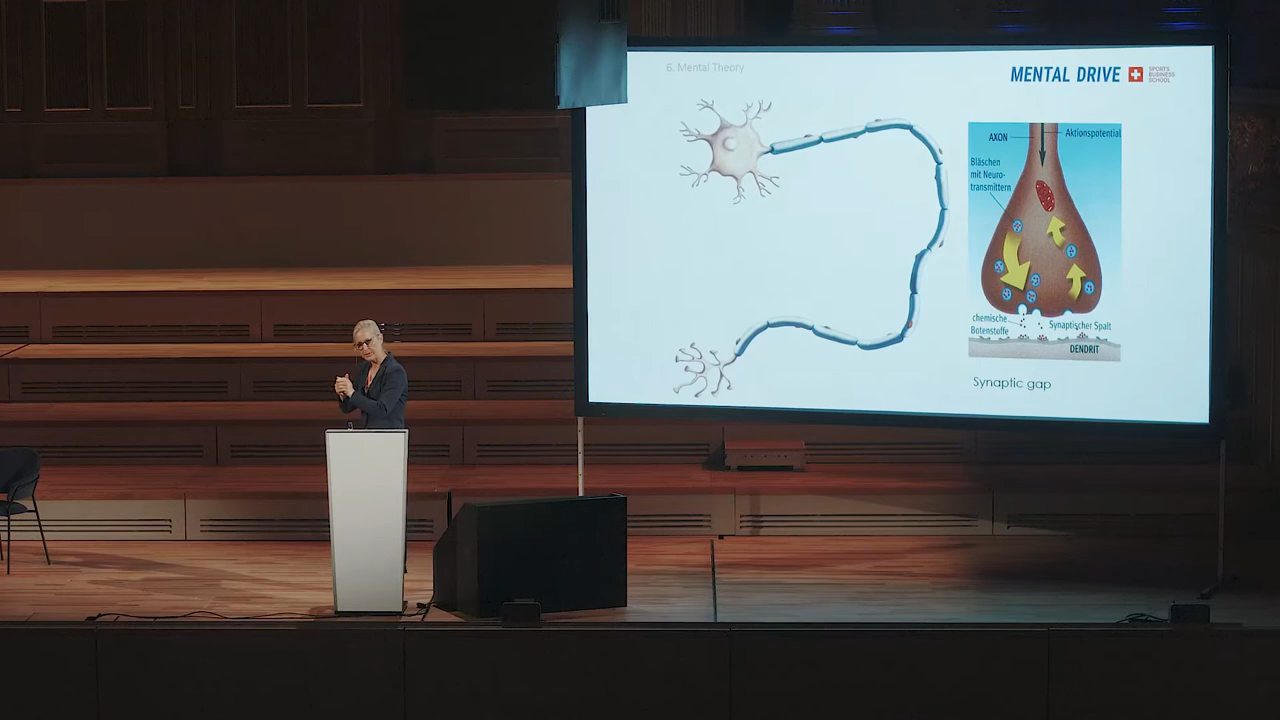 6. Mental Theory
MENTAL DRIVE
SPORTS
BUSINESS
SCHOOL
AXON
Aktionspotential
Bläschen
mit Neuro-
transmittern
chemische
Botenstoffe
Synaptischer Spalt
DENDRIT
Synaptic gap